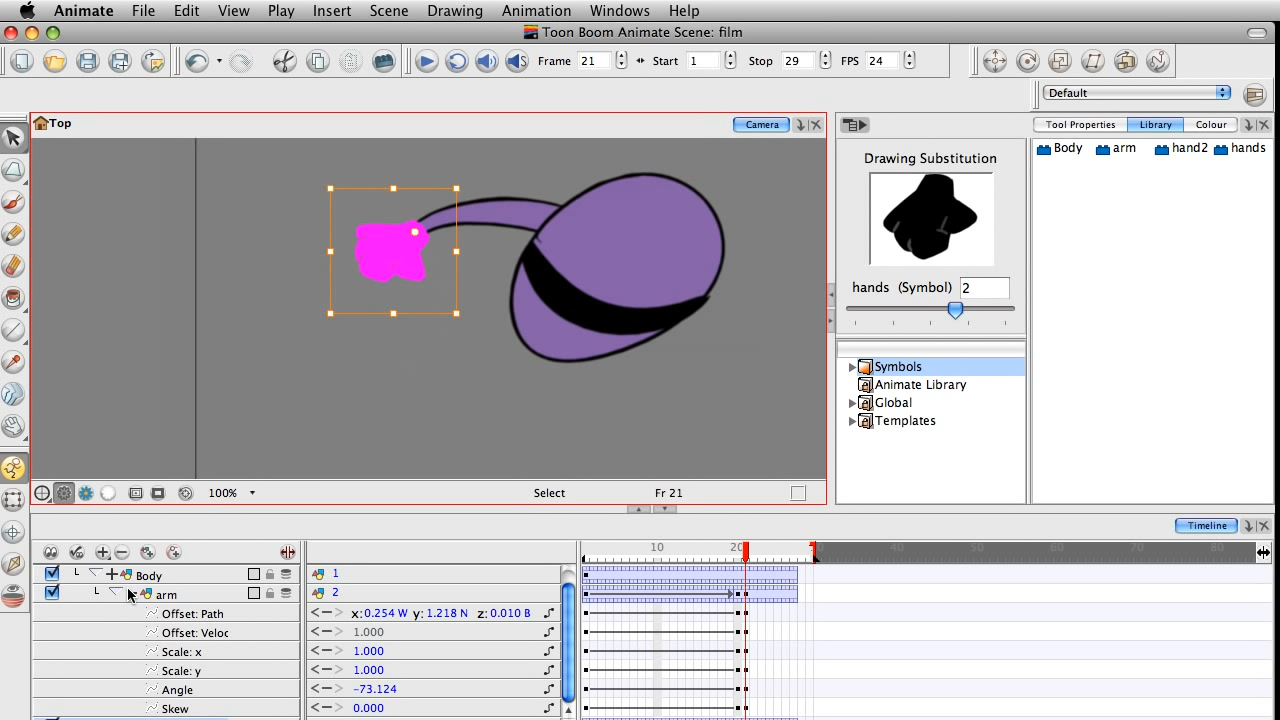 Animate File Edit View Play Insert Scene Drawing Animation Windows Help
Toon Boom Animate Scene: film
Frame 21 Start 1 Stop 29 FPS 24
Default
Top Camera Tool Properties Library Colour
Drawing Substitution Body arm hand2 hands
hands (Symbol) 2
Symbols
Animate Library
Global
Templates
100% Select Fr 21
Timeline
10 20 30 40 50 60 70 80
Body 1
arm 2
Offset: Path x:0.254 W y: 1.218 N z: 0.010 B
Offset: Veloc 1.000
Scale: x 1.000
Scale: y 1.000
Angle -73.124
Skew 0.000